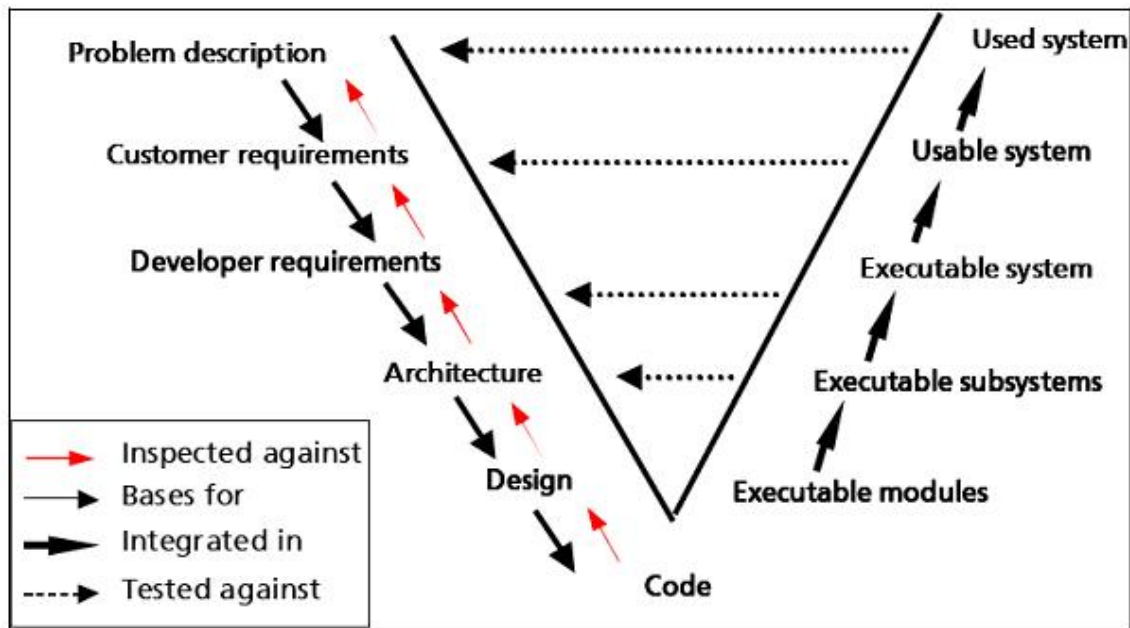 Problem description
Used system
Customer requirements
Usable system
Developer requirements
Executable system
Architecture
Executable subsystems
Design
Executable modules
Code
Inspected against
Bases for
Integrated in
Tested against